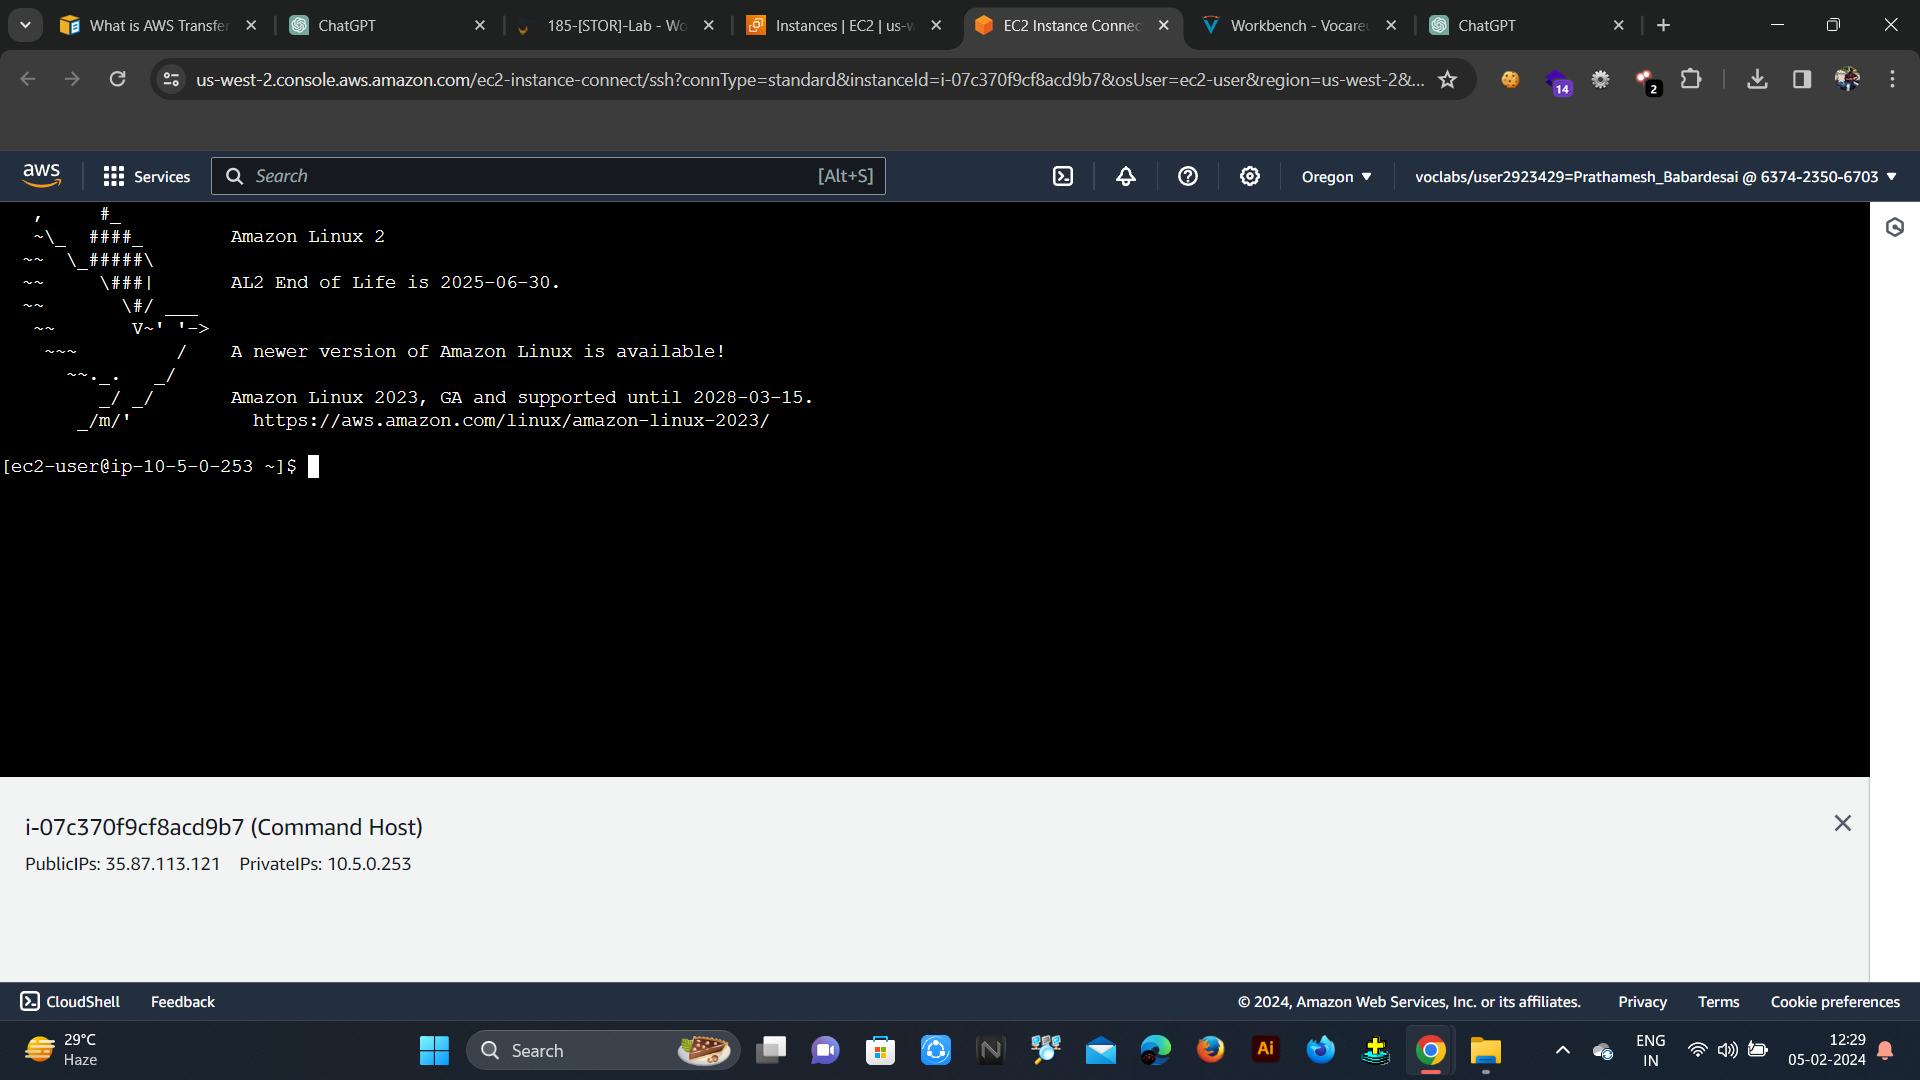 What is AWS Transfer
ChatGPT
185-[STOR]-Lab - Wo
Instances | EC2 | us-w
EC2 Instance Connec
Workbench - Vocareu
ChatGPT
us-west-2.console.aws.amazon.com/ec2-instance-connect/ssh?connType=standard&instanceId=i-07c370f9cf8acd9b7&osUser=ec2-user&region=us-west-2&...
14
2
aws
Services
Search
[Alt+S]
Oregon
voclabs/user2923429=Prathamesh_Babardesai @ 6374-2350-6703
   ,     #_
   ~\_  ####_        Amazon Linux 2
  ~~  \_#####\
  ~~     \###|       AL2 End of Life is 2025-06-30.
  ~~       \#/ ___
   ~~       V~' '->
    ~~~         /    A newer version of Amazon Linux is available!
      ~~._.   _/
         _/ _/       Amazon Linux 2023, GA and supported until 2028-03-15.
       _/m/'           https://aws.amazon.com/linux/amazon-linux-2023/
[ec2-user@ip-10-5-0-253 ~]$
i-07c370f9cf8acd9b7 (Command Host)
PublicIPs: 35.87.113.121 PrivateIPs: 10.5.0.253
CloudShell
Feedback
© 2024, Amazon Web Services, Inc. or its affiliates.
Privacy
Terms
Cookie preferences
29°C
Haze
Search
Ai
ENG
IN
12:29
05-02-2024